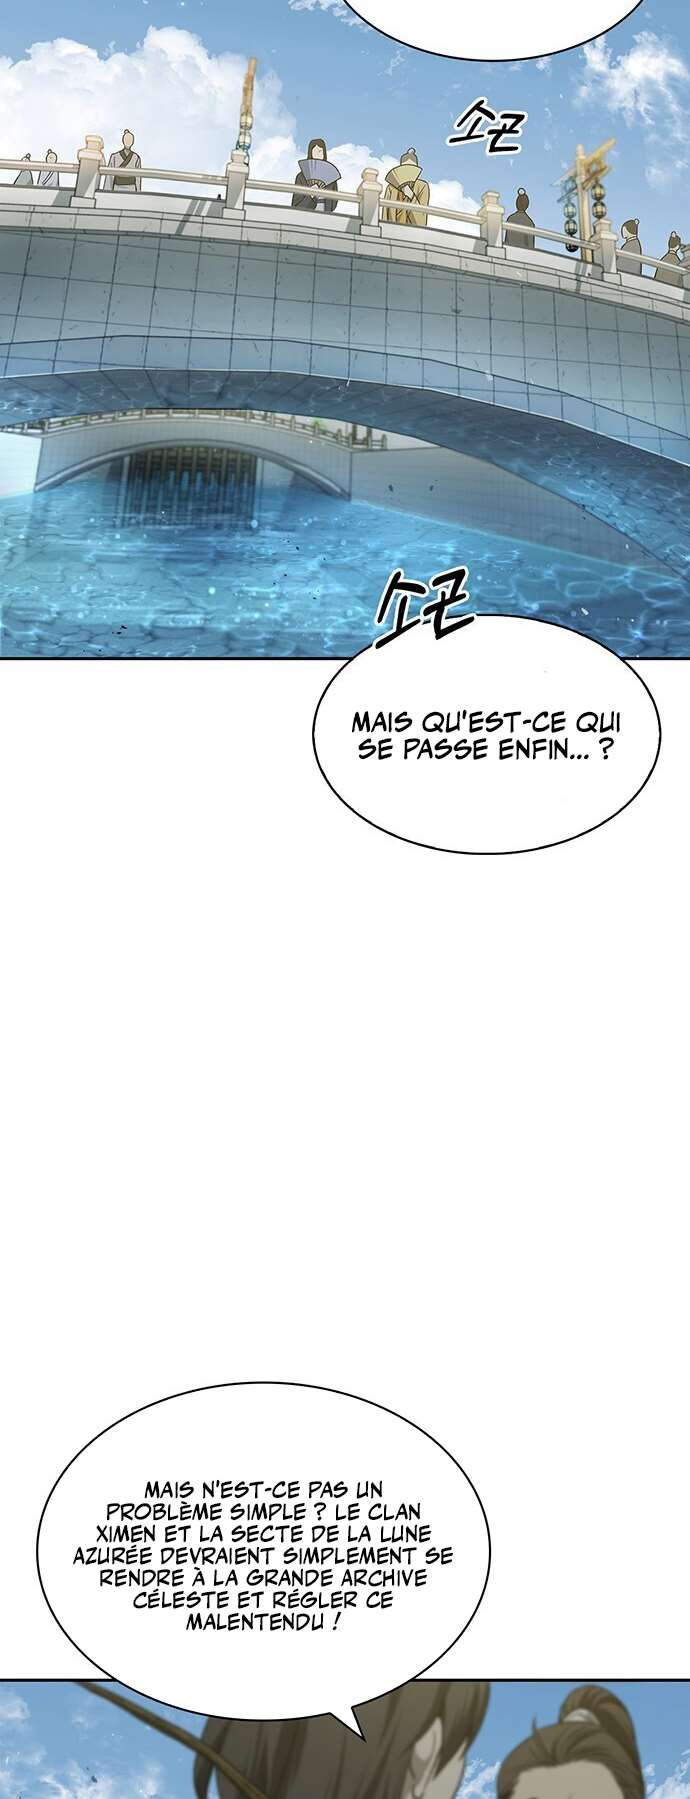 소곤
소곤
MAIS QU'EST-CE QUI
SE PASSE ENFIN... ?
MAIS N'EST-CE PAS UN
PROBLÈME SIMPLE ? LE CLAN
XIMEN ET LA SECTE DE LA LUNE
AZURÉE DEVRAIENT SIMPLEMENT SE
RENDRE À LA GRANDE ARCHIVE
CÉLESTE ET RÉGLER CE
MALENTENDU !